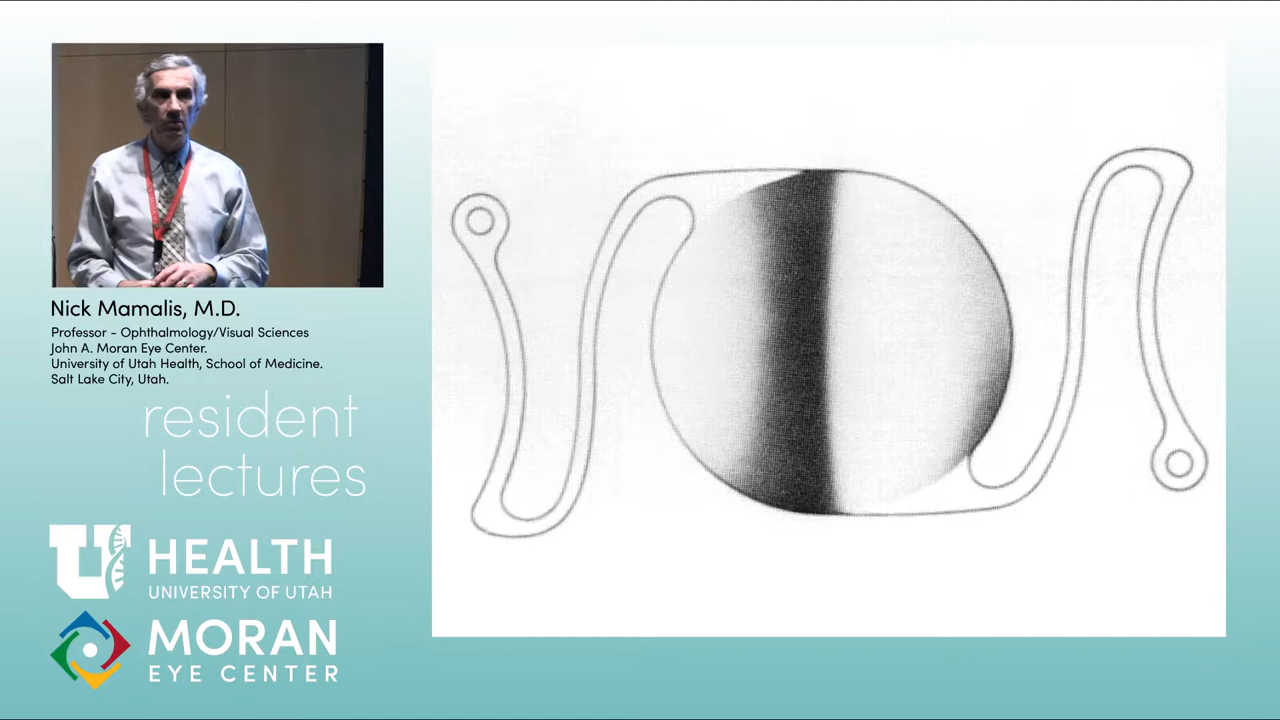 Nick Mamalis, M.D.
Professor - Ophthalmology/Visual Sciences
John A. Moran Eye Center.
University of Utah Health, School of Medicine.
Salt Lake City, Utah.
resident
lectures
U HEALTH
UNIVERSITY OF UTAH
MORAN
EYE CENTER